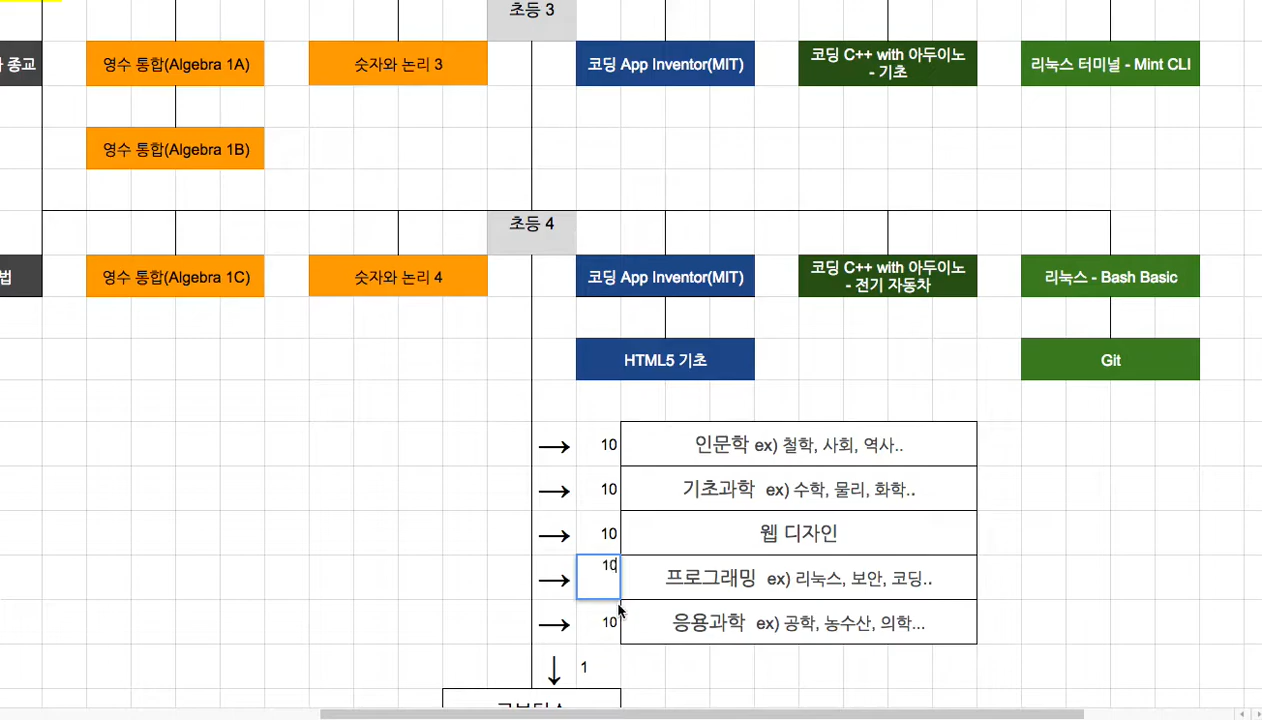 초등 3
종교
영수 통합(Algebra 1A)
숫자와 논리 3
코딩 App Inventor(MIT)
코딩 C++ with 아두이노
- 기초
리눅스 터미널 - Mint CLI
영수 통합(Algebra 1B)
초등 4
법
영수 통합(Algebra 1C)
숫자와 논리 4
코딩 App Inventor(MIT)
코딩 C++ with 아두이노
- 전기 자동차
리눅스 - Bash Basic
HTML5 기초
Git
→ 10 인문학 ex) 철학, 사회, 역사..
→ 10 기초과학 ex) 수학, 물리, 화학..
→ 10 웹 디자인
→ 10 프로그래밍 ex) 리눅스, 보안, 코딩..
→ 10 응용과학 ex) 공학, 농수산, 의학...
↓ 1